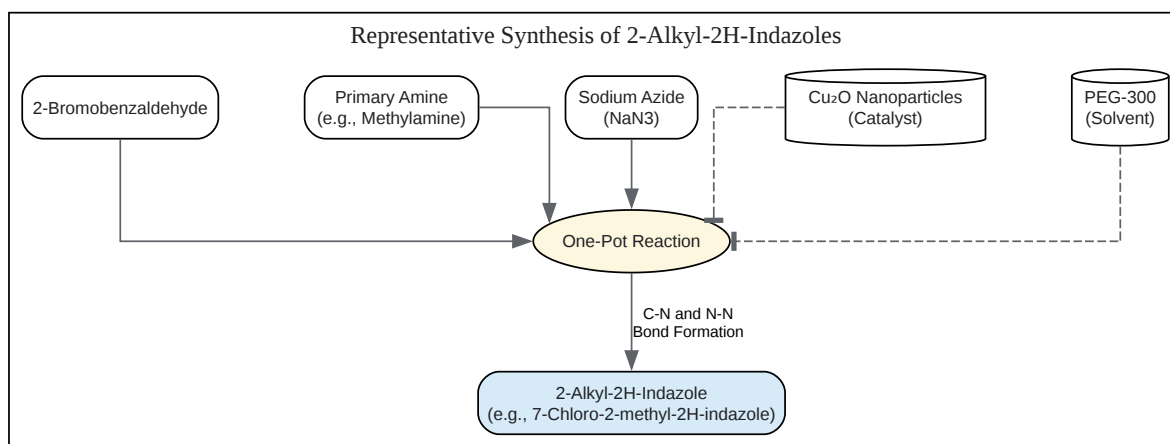 Representative Synthesis of 2-Alkyl-2H-Indazoles
2-Bromobenzaldehyde
Primary Amine
(e.g., Methylamine)
Sodium Azide
(NaN3)
Cu₂O Nanoparticles
(Catalyst)
PEG-300
(Solvent)
One-Pot Reaction
C-N and N-N
Bond Formation
2-Alkyl-2H-Indazole
(e.g., 7-Chloro-2-methyl-2H-indazole)